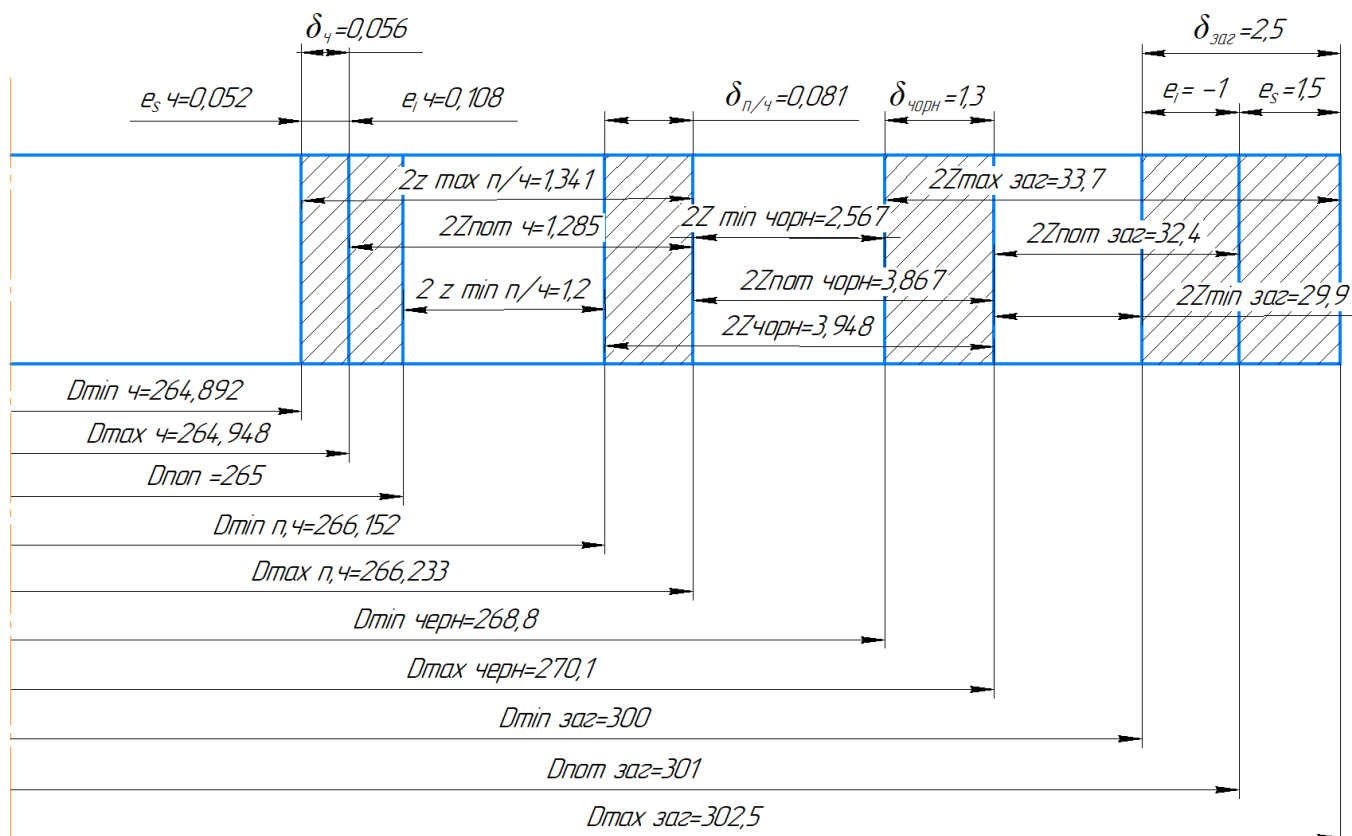 δч=0,056
δзаг=2,5
es ч=0,052
ei ч=0,108
δп/ч=0,081
δчорн=1,3
ei= -1
es=1,5
2z max п/ч=1,341
2Zmax заг=33,7
2Zпот ч=1,285
2Z min чорн=2,567
2Zпот заг=32,4
2 z min п/ч=1,2
2Zпот чорн=3,867
2Zmin заг=29,9
2Zчорн=3,948
Dmin ч=264,892
Dmax ч=264,948
Dпоп =265
Dmin п,ч=266,152
Dmax п,ч=266,233
Dmin черн=268,8
Dmax черн=270,1
Dmin заг=300
Dпот заг=301
Dmax заг=302,5